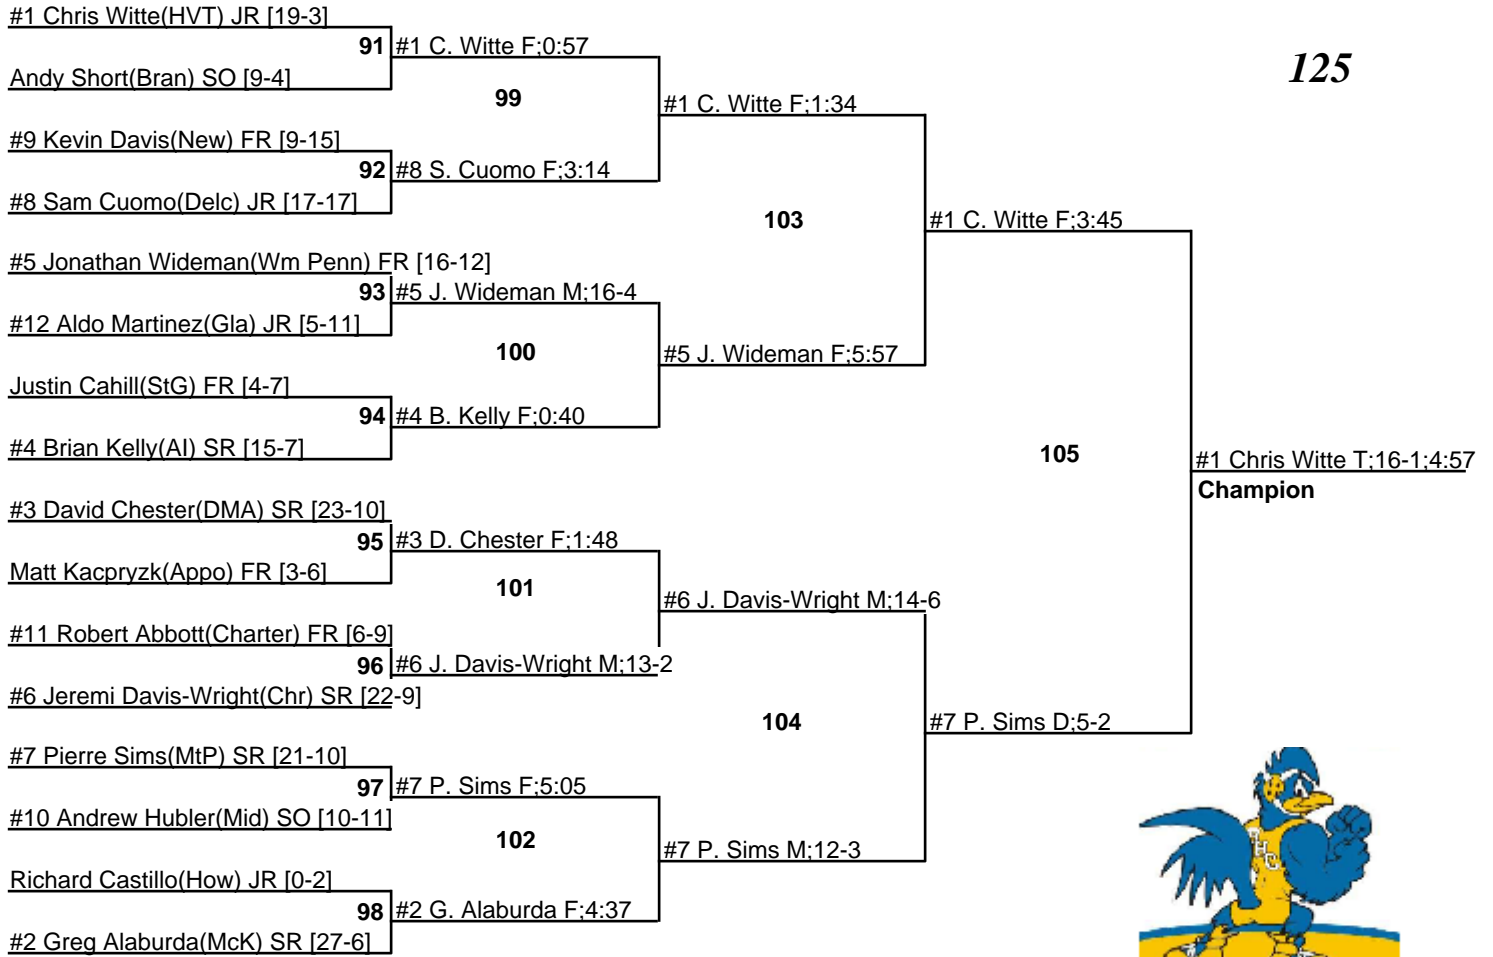 #1 Chris Witte(HVT) JR [19-3]
91 #1 C. Witte F;0:57
125
Andy Short(Bran) SO [9-4]
99
#1 C. Witte F;1:34
#9 Kevin Davis(New) FR [9-15]
92 #8 S. Cuomo F;3:14
#8 Sam Cuomo(Delc) JR [17-17]
103
#1 C. Witte F;3:45
#5 Jonathan Wideman(Wm Penn) FR [16-12]
93 #5 J. Wideman M;16-4
#12 Aldo Martinez(Gla) JR [5-11]
100
#5 J. Wideman F;5:57
Justin Cahill(StG) FR [4-7]
94 #4 B. Kelly F;0:40
#4 Brian Kelly(AI) SR [15-7]
105
#1 Chris Witte T;16-1;4:57
Champion
#3 David Chester(DMA) SR [23-10]
95 #3 D. Chester F;1:48
Matt Kacpryzk(Appo) FR [3-6]
101
#6 J. Davis-Wright M;14-6
#11 Robert Abbott(Charter) FR [6-9]
96 #6 J. Davis-Wright M;13-2
#6 Jeremi Davis-Wright(Chr) SR [22-9]
104
#7 P. Sims D;5-2
#7 Pierre Sims(MtP) SR [21-10]
97 #7 P. Sims F;5:05
#10 Andrew Hubler(Mid) SO [10-11]
102
#7 P. Sims M;12-3
Richard Castillo(How) JR [0-2]
98 #2 G. Alaburda F;4:37
#2 Greg Alaburda(McK) SR [27-6]